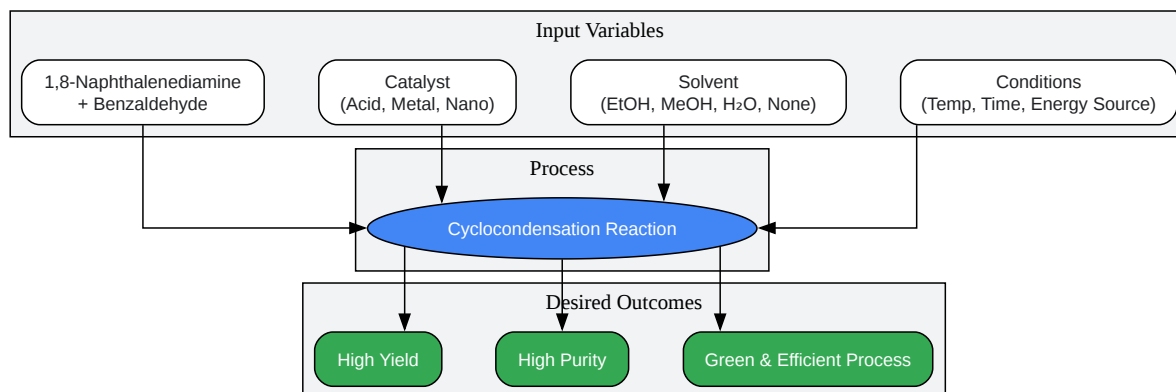 Input Variables
1,8-Naphthalenediamine
+ Benzaldehyde
Catalyst
(Acid, Metal, Nano)
Solvent
(EtOH, MeOH, H₂O, None)
Conditions
(Temp, Time, Energy Source)
Process
Cyclocondensation Reaction
Desired Outcomes
High Yield
High Purity
Green & Efficient Process